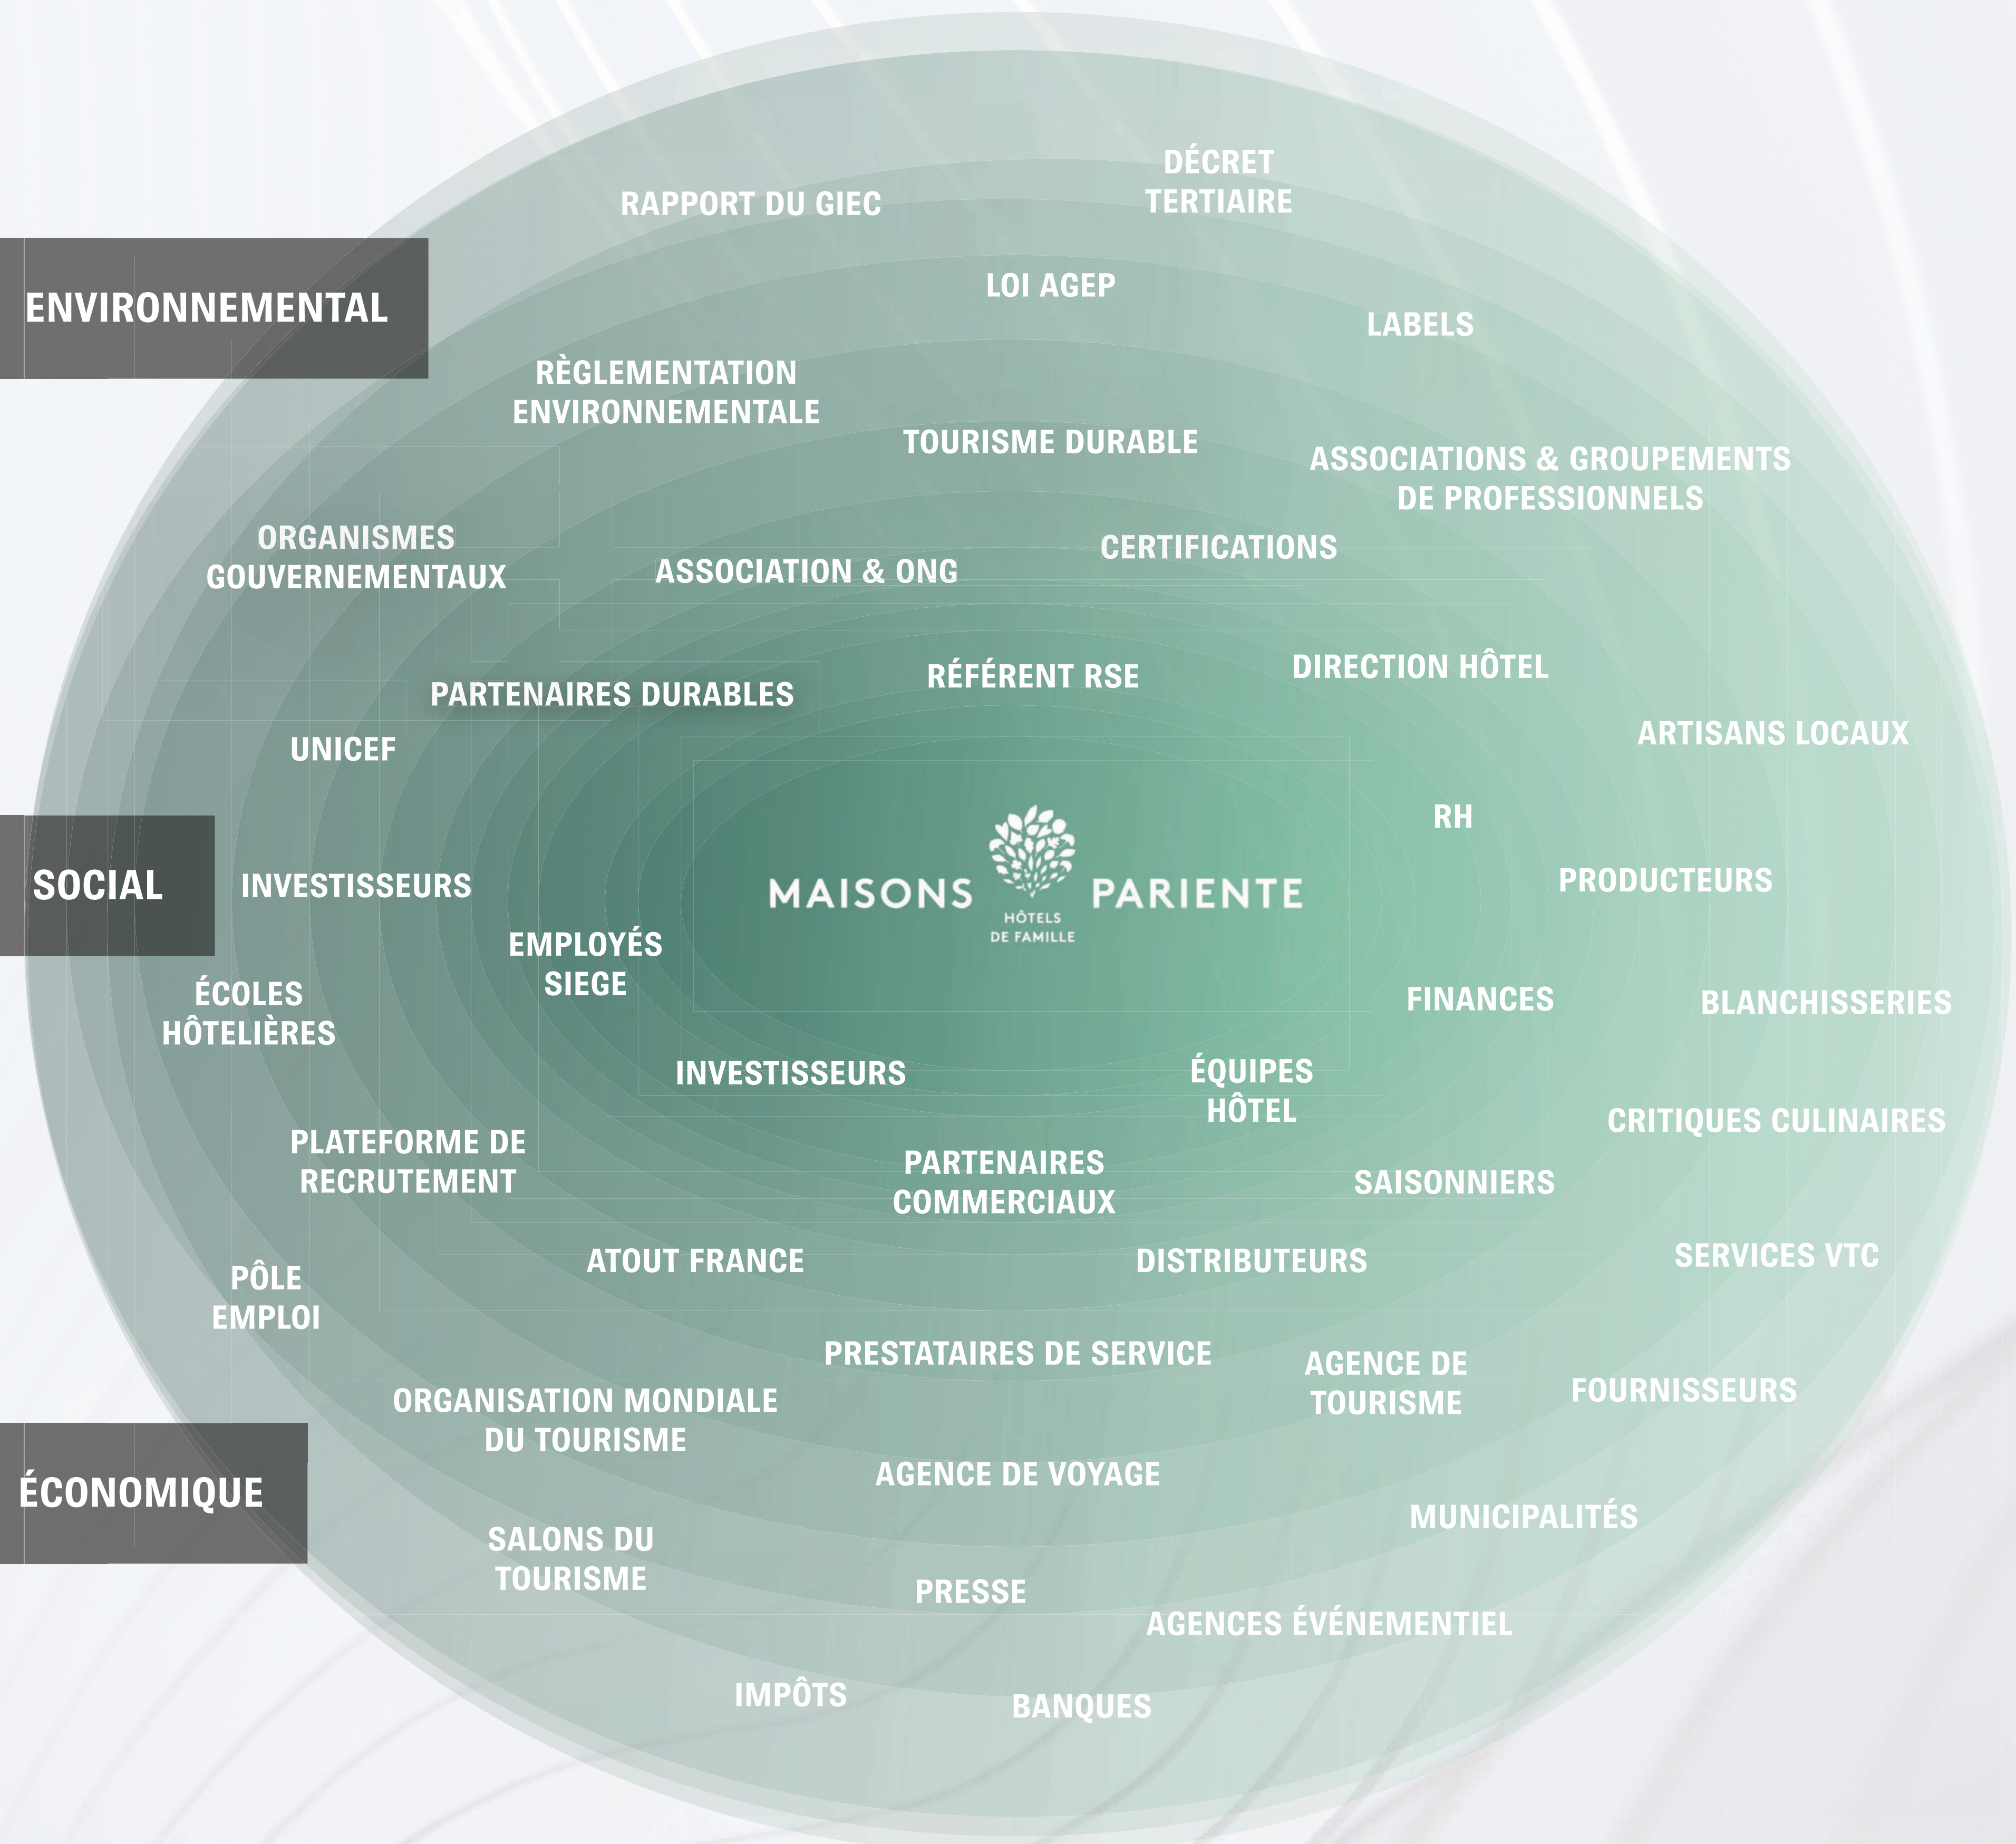 DÉCRET
TERTIAIRE
RAPPORT DU GIEC
LOI AGEP
ENVIRONNEMENTAL
LABELS
RÈGLEMENTATION
ENVIRONNEMENTALE
TOURISME DURABLE
ASSOCIATIONS & GROUPEMENTS
DE PROFESSIONNELS
ORGANISMES
GOUVERNEMENTAUX
ASSOCIATION & ONG
CERTIFICATIONS
PARTENAIRES DURABLES
RÉFÉRENT RSE
DIRECTION HÔTEL
UNICEF
ARTISANS LOCAUX
RH
SOCIAL
INVESTISSEURS
MAISONS PARIENTE
HÔTELS
DE FAMILLE
PRODUCTEURS
EMPLOYÉS
SIEGE
ÉCOLES
HÔTELIÈRES
FINANCES
BLANCHISSERIES
INVESTISSEURS
ÉQUIPES
HÔTEL
CRITIQUES CULINAIRES
PLATEFORME DE
RECRUTEMENT
PARTENAIRES
COMMERCIAUX
SAISONNIERS
ATOUT FRANCE
DISTRIBUTEURS
SERVICES VTC
PÔLE
EMPLOI
PRESTATAIRES DE SERVICE
AGENCE DE
TOURISME
FOURNISSEURS
ORGANISATION MONDIALE
DU TOURISME
ÉCONOMIQUE
AGENCE DE VOYAGE
MUNICIPALITÉS
SALONS DU
TOURISME
PRESSE
AGENCES ÉVÉNEMENTIEL
IMPÔTS
BANQUES